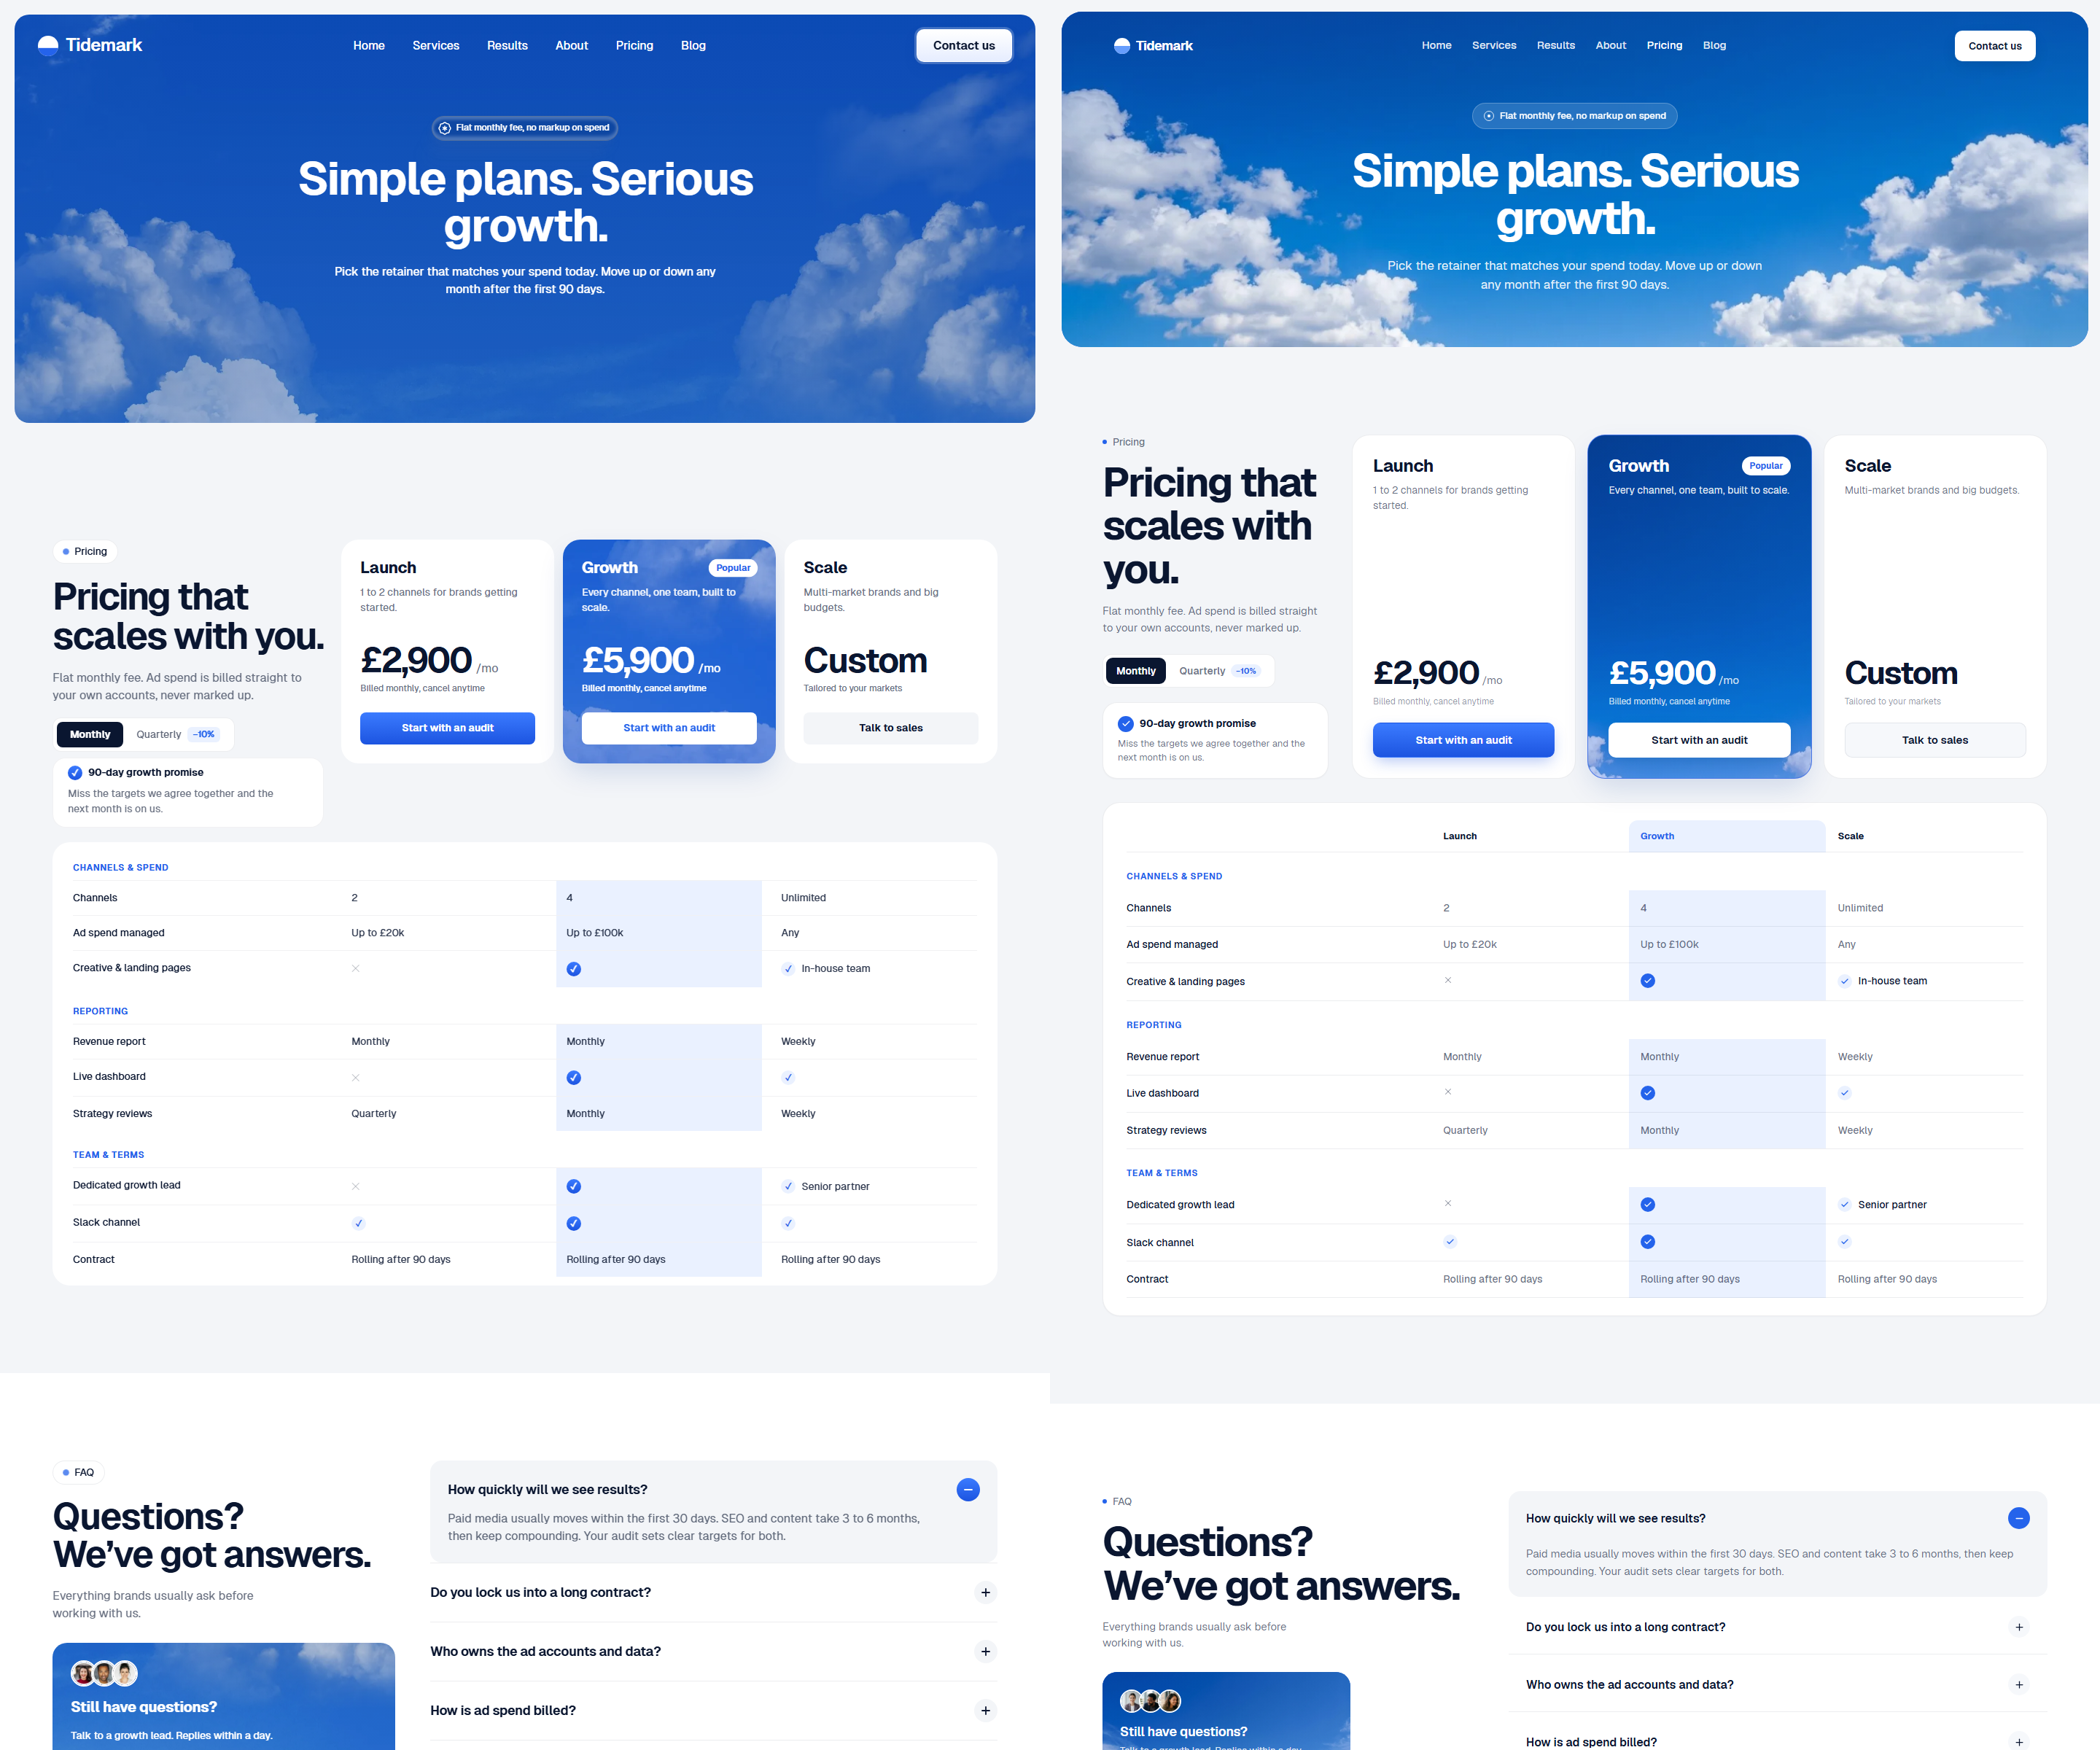 Tidemark
Home Services Results About Pricing Blog
Contact us
Flat monthly fee, no markup on spend
Simple plans. Serious
growth.
Pick the retainer that matches your spend today. Move up or down any
month after the first 90 days.
Pricing
Pricing that
scales with you.
Flat monthly fee. Ad spend is billed straight to
your own accounts, never marked up.
Monthly Quarterly −10%
90-day growth promise
Miss the targets we agree together and the
next month is on us.
Launch
1 to 2 channels for brands getting
started.
£2,900 /mo
Billed monthly, cancel anytime
Start with an audit
Growth Popular
Every channel, one team, built to
scale.
£5,900 /mo
Billed monthly, cancel anytime
Start with an audit
Scale
Multi-market brands and big
budgets.
Custom
Tailored to your markets
Talk to sales
CHANNELS & SPEND
Channels 2 4 Unlimited
Ad spend managed Up to £20k Up to £100k Any
Creative & landing pages In-house team
REPORTING
Revenue report Monthly Monthly Weekly
Live dashboard
Strategy reviews Quarterly Monthly Weekly
TEAM & TERMS
Dedicated growth lead Senior partner
Slack channel
Contract Rolling after 90 days Rolling after 90 days Rolling after 90 days
FAQ
Questions?
We’ve got answers.
Everything brands usually ask before
working with us.
Still have questions?
Talk to a growth lead. Replies within a day.
How quickly will we see results?
Paid media usually moves within the first 30 days. SEO and content take 3 to 6 months,
then keep compounding. Your audit sets clear targets for both.
Do you lock us into a long contract?
Who owns the ad accounts and data?
How is ad spend billed?
Tidemark
Home Services Results About Pricing Blog
Contact us
Flat monthly fee, no markup on spend
Simple plans. Serious
growth.
Pick the retainer that matches your spend today. Move up or down
any month after the first 90 days.
Pricing
Pricing that
scales with
you.
Flat monthly fee. Ad spend is billed straight
to your own accounts, never marked up.
Monthly Quarterly −10%
90-day growth promise
Miss the targets we agree together and the
next month is on us.
Launch
1 to 2 channels for brands getting
started.
£2,900 /mo
Billed monthly, cancel anytime
Start with an audit
Growth Popular
Every channel, one team, built to scale.
£5,900 /mo
Billed monthly, cancel anytime
Start with an audit
Scale
Multi-market brands and big budgets.
Custom
Tailored to your markets
Talk to sales
Launch Growth Scale
CHANNELS & SPEND
Channels 2 4 Unlimited
Ad spend managed Up to £20k Up to £100k Any
Creative & landing pages In-house team
REPORTING
Revenue report Monthly Monthly Weekly
Live dashboard
Strategy reviews Quarterly Monthly Weekly
TEAM & TERMS
Dedicated growth lead Senior partner
Slack channel
Contract Rolling after 90 days Rolling after 90 days Rolling after 90 days
FAQ
Questions?
We’ve got answers.
Everything brands usually ask before
working with us.
Still have questions?
Talk to a growth lead. Replies within a day.
How quickly will we see results?
Paid media usually moves within the first 30 days. SEO and content take 3 to 6 months, then keep
compounding. Your audit sets clear targets for both.
Do you lock us into a long contract?
Who owns the ad accounts and data?
How is ad spend billed?